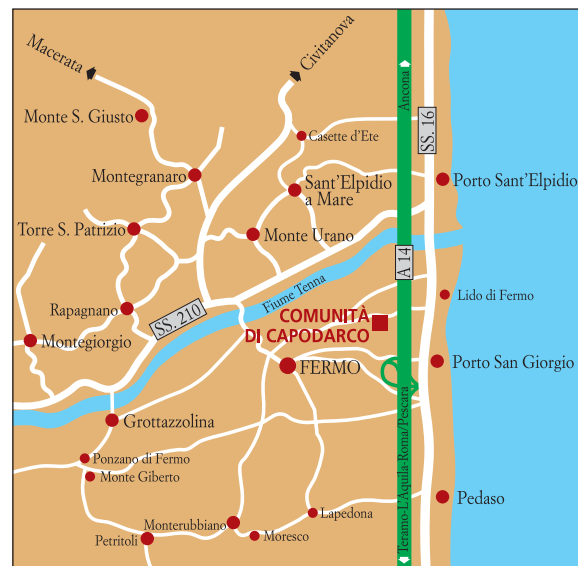 Macerata
Civitanova
Ancona
Monte S. Giusto
SS. 16
Casette d'Ete
Montegranaro
Sant'Elpidio
a Mare
Porto Sant'Elpidio
Torre S. Patrizio
Monte Urano
A 14
Fiume Tenna
Lido di Fermo
Rapagnano
SS. 210
COMUNITÀ
DI CAPODARCO
Montegiorgio
FERMO
Porto San Giorgio
Grottazzolina
Teramo-L'Aquila-Roma/Pescara
Ponzano di Fermo
Monte Giberto
Pedaso
Lapedona
Monterubbiano
Moresco
Petritoli